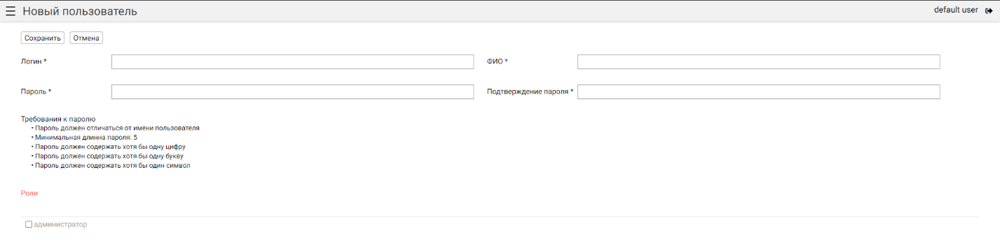 Новый пользователь
default user
Сохранить Отмена
Логин *
ФИО *
Пароль *
Подтверждение пароля *
Требования к паролю
• Пароль должен отличаться от имени пользователя
• Минимальная длинна пароля: 5
• Пароль должен содержать хотя бы одну цифру
• Пароль должен содержать хотя бы одну букву
• Пароль должен содержать хотя бы один символ
Роли
администратор